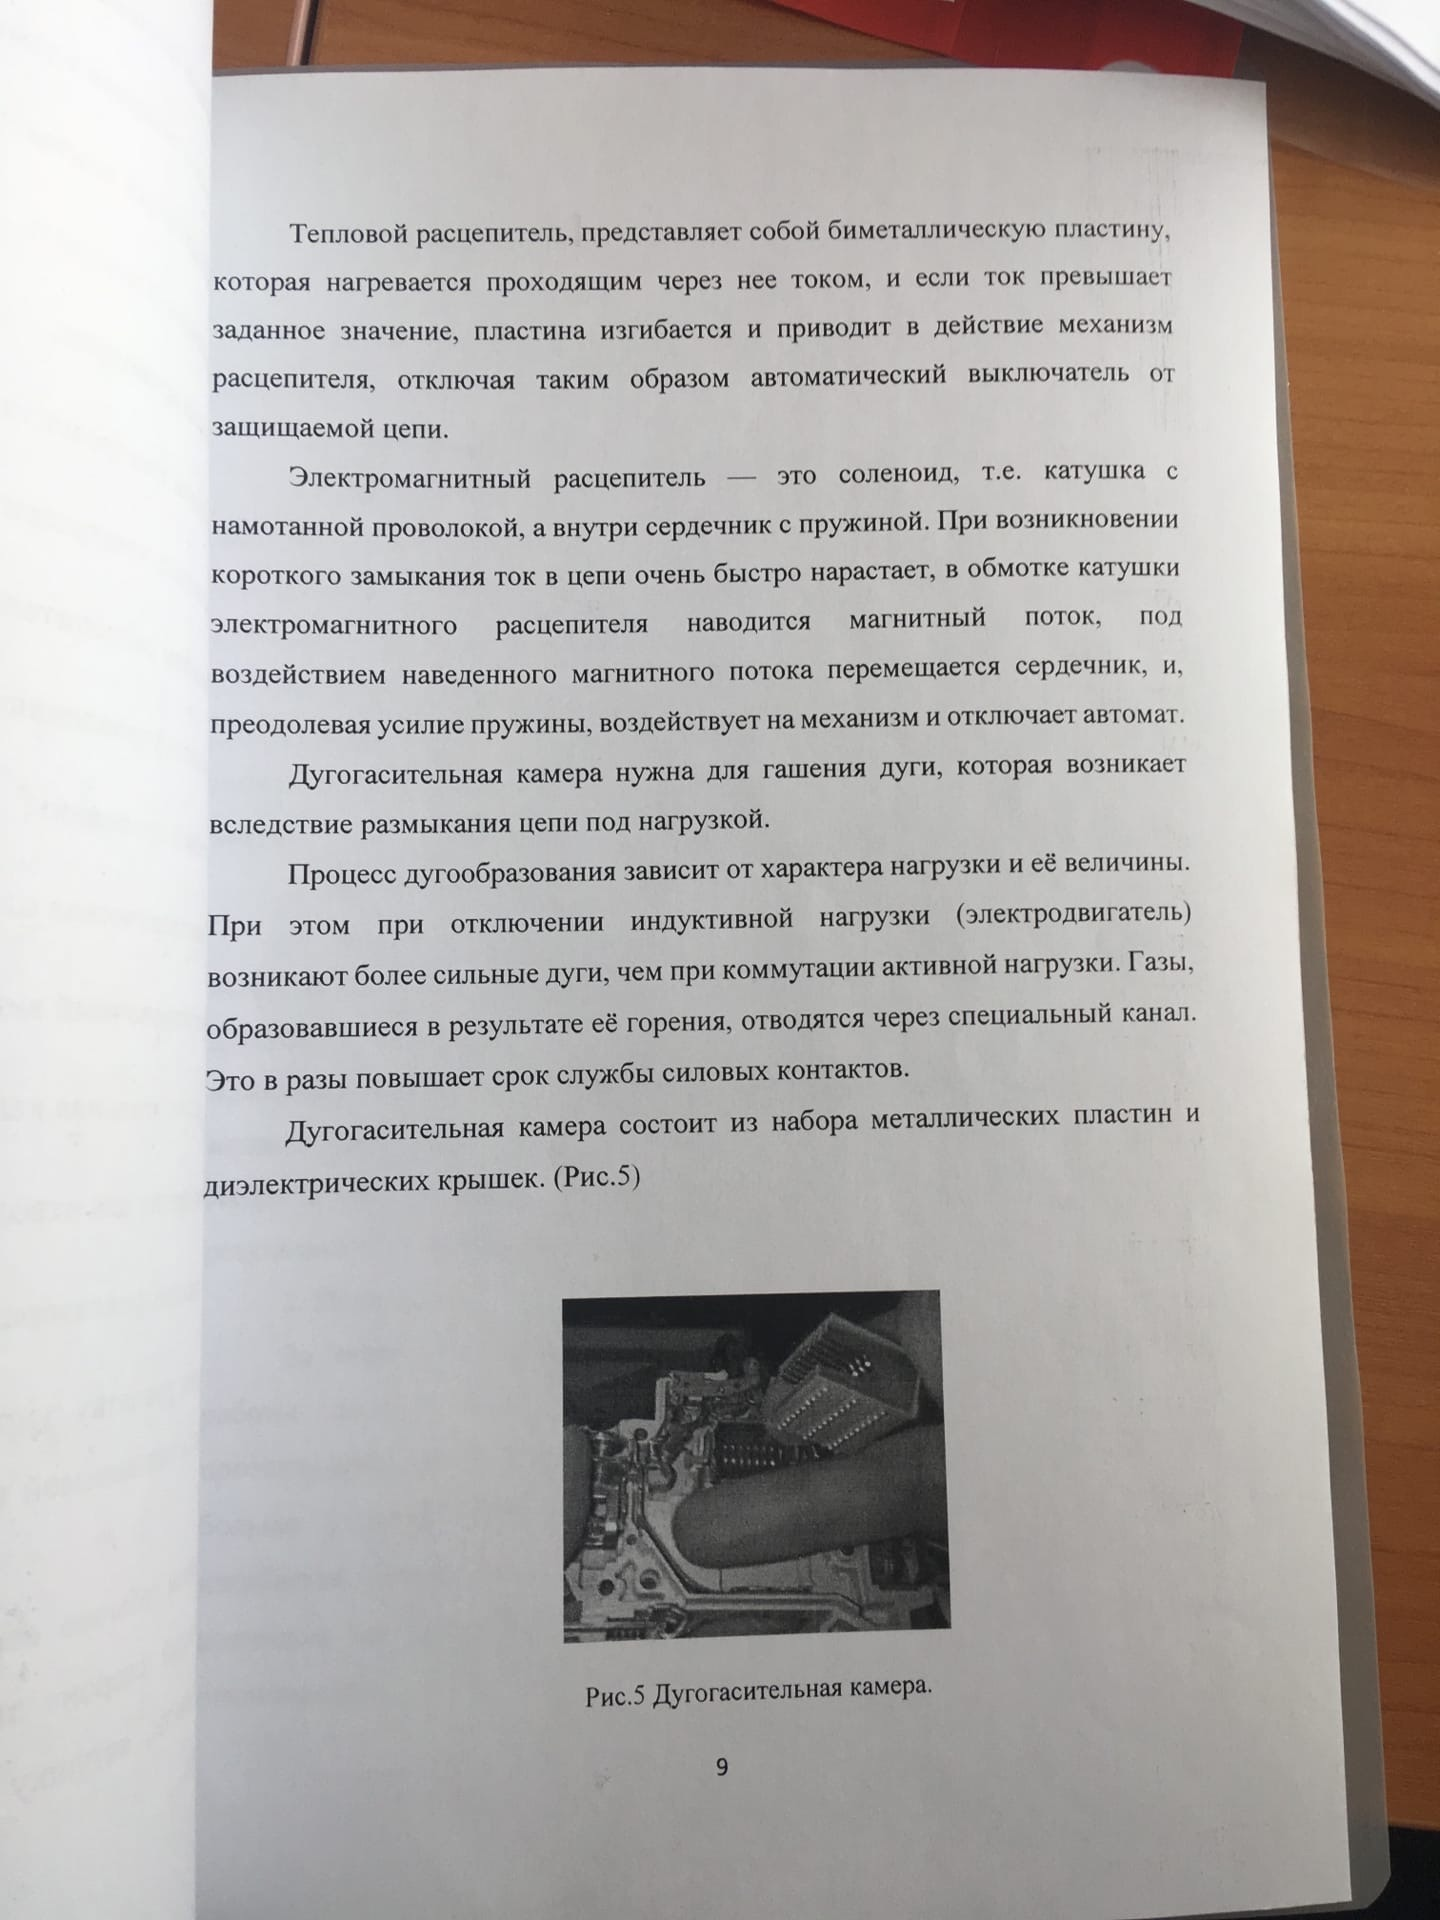 Тепловой расцепитель, представляет собой биметаллическую пластину,
которая нагревается проходящим через нее током, и если ток превышает
заданное значение, пластина изгибается и приводит в действие механизм
расцепителя, отключая таким образом автоматический выключатель от
защищаемой цепи.
Электромагнитный расцепитель — это соленоид, т.е. катушка с
намотанной проволокой, а внутри сердечник с пружиной. При возникновении
короткого замыкания ток в цепи очень быстро нарастает, в обмотке катушки
электромагнитного расцепителя наводится магнитный поток, под
воздействием наведенного магнитного потока перемещается сердечник, и,
преодолевая усилие пружины, воздействует на механизм и отключает автомат.
Дугогасительная камера нужна для гашения дуги, которая возникает
вследствие размыкания цепи под нагрузкой.
Процесс дугообразования зависит от характера нагрузки и её величины.
При этом при отключении индуктивной нагрузки (электродвигатель)
возникают более сильные дуги, чем при коммутации активной нагрузки. Газы,
образовавшиеся в результате её горения, отводятся через специальный канал.
Это в разы повышает срок службы силовых контактов.
Дугогасительная камера состоит из набора металлических пластин и
диэлектрических крышек. (Рис.5)
Рис.5 Дугогасительная камера.
9